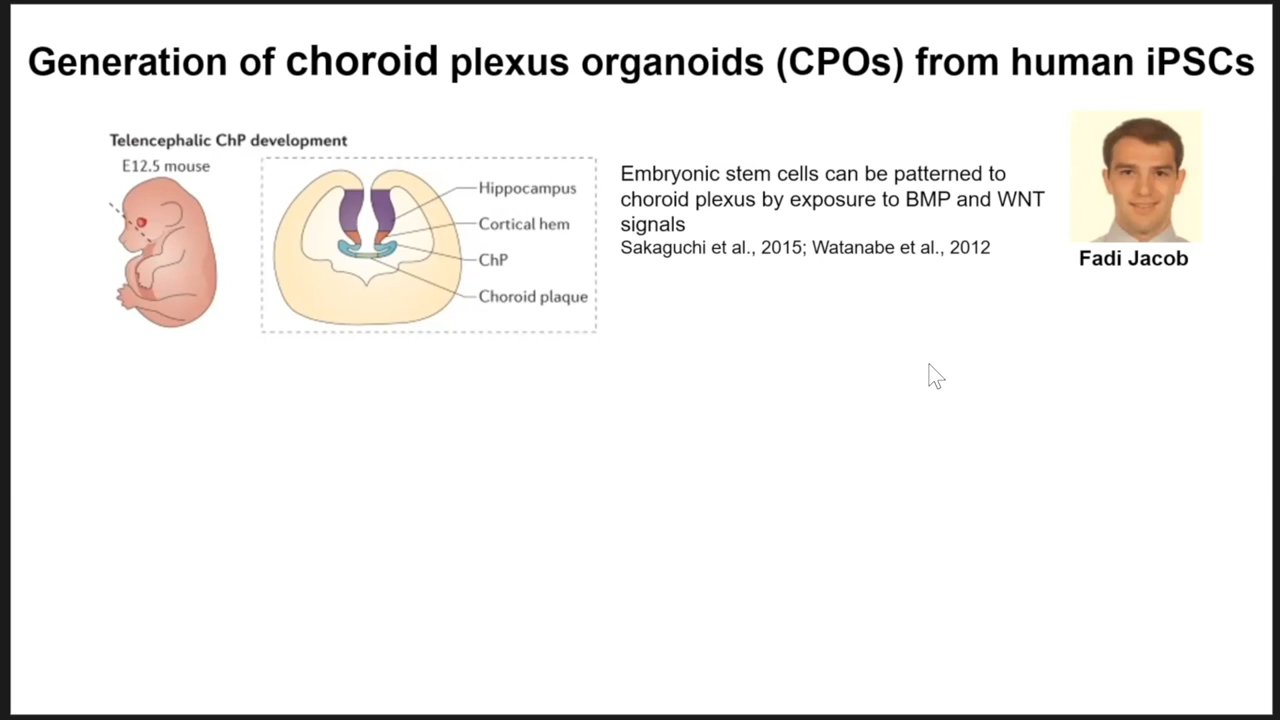 Generation of choroid plexus organoids (CPOs) from human iPSCs
Telencephalic ChP development
E12.5 mouse
Hippocampus
Cortical hem
ChP
Choroid plaque
Embryonic stem cells can be patterned to
choroid plexus by exposure to BMP and WNT
signals
Sakaguchi et al., 2015; Watanabe et al., 2012
Fadi Jacob